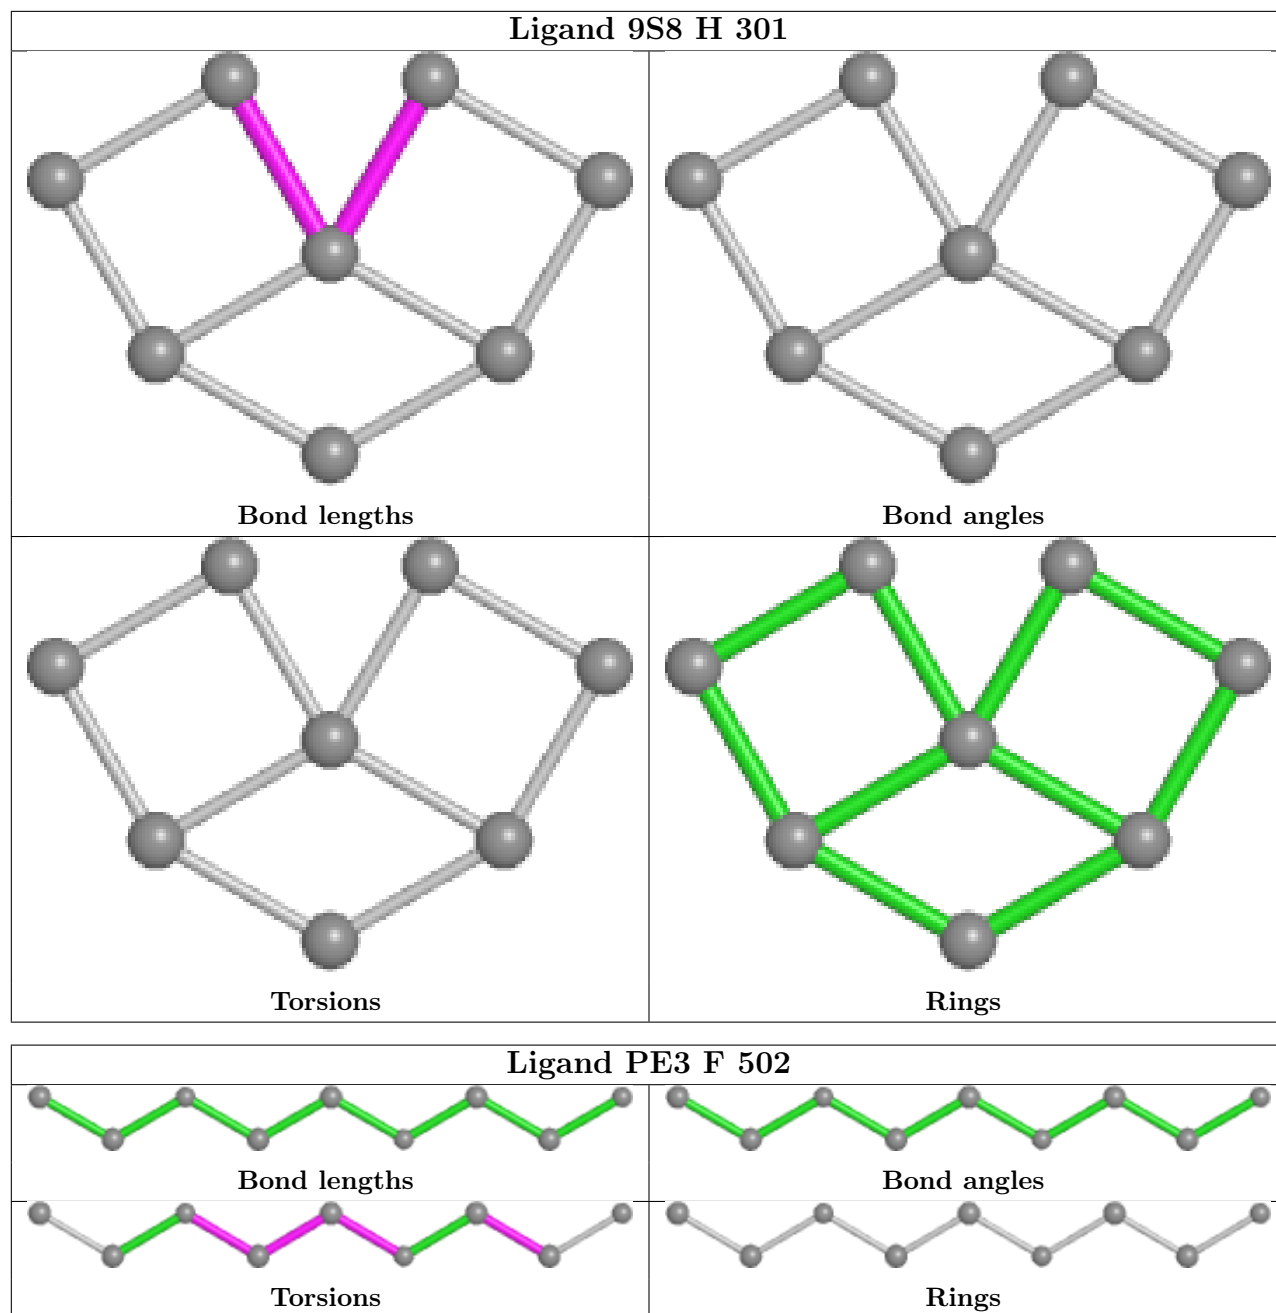 Ligand 9S8 H 301
Bond lengths
Bond angles
Torsions
Rings
Ligand PE3 F 502
Bond lengths
Bond angles
Torsions
Rings